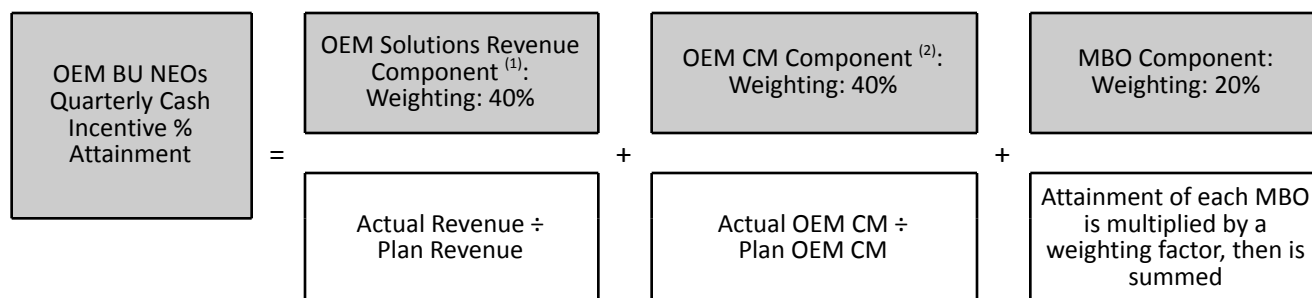 OEM BU NEOs
Quarterly Cash
Incentive %
Attainment
=
OEM Solutions Revenue
Component (1):
Weighting: 40%
Actual Revenue ÷
Plan Revenue
+
OEM CM Component (2):
Weighting: 40%
Actual OEM CM ÷
Plan OEM CM
+
MBO Component:
Weighting: 20%
Attainment of each MBO
is multiplied by a
weighting factor, then is
summed